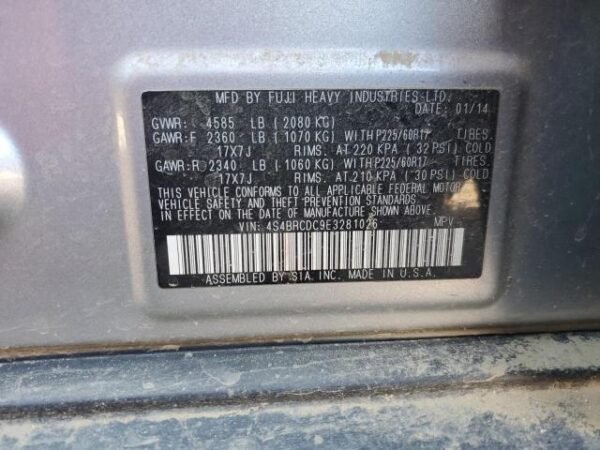 MFD BY FUJI HEAVY INDUSTRIES LTD.
DATE: 01/14
GVWR: 4585 LB (2080 KG)
GAWR:F 2360 LB (1070 KG) WITH P225/60R17 TIRES.
17X7J RIMS. AT 220 KPA (32 PSI) COLD
GAWR:R 2340 LB (1060 KG) WITH P225/60R17 TIRES.
17X7J RIMS. AT 210 KPA (30 PSI) COLD
THIS VEHICLE CONFORMS TO ALL APPLICABLE FEDERAL MOTOR
VEHICLE SAFETY AND THEFT PREVENTION STANDARDS IN
EFFECT ON THE DATE OF MANUFACTURE SHOWN ABOVE.
VIN: 4S4BRCDC9E3281026 MPV
ASSEMBLED BY SIA. INC. MADE IN U.S.A.